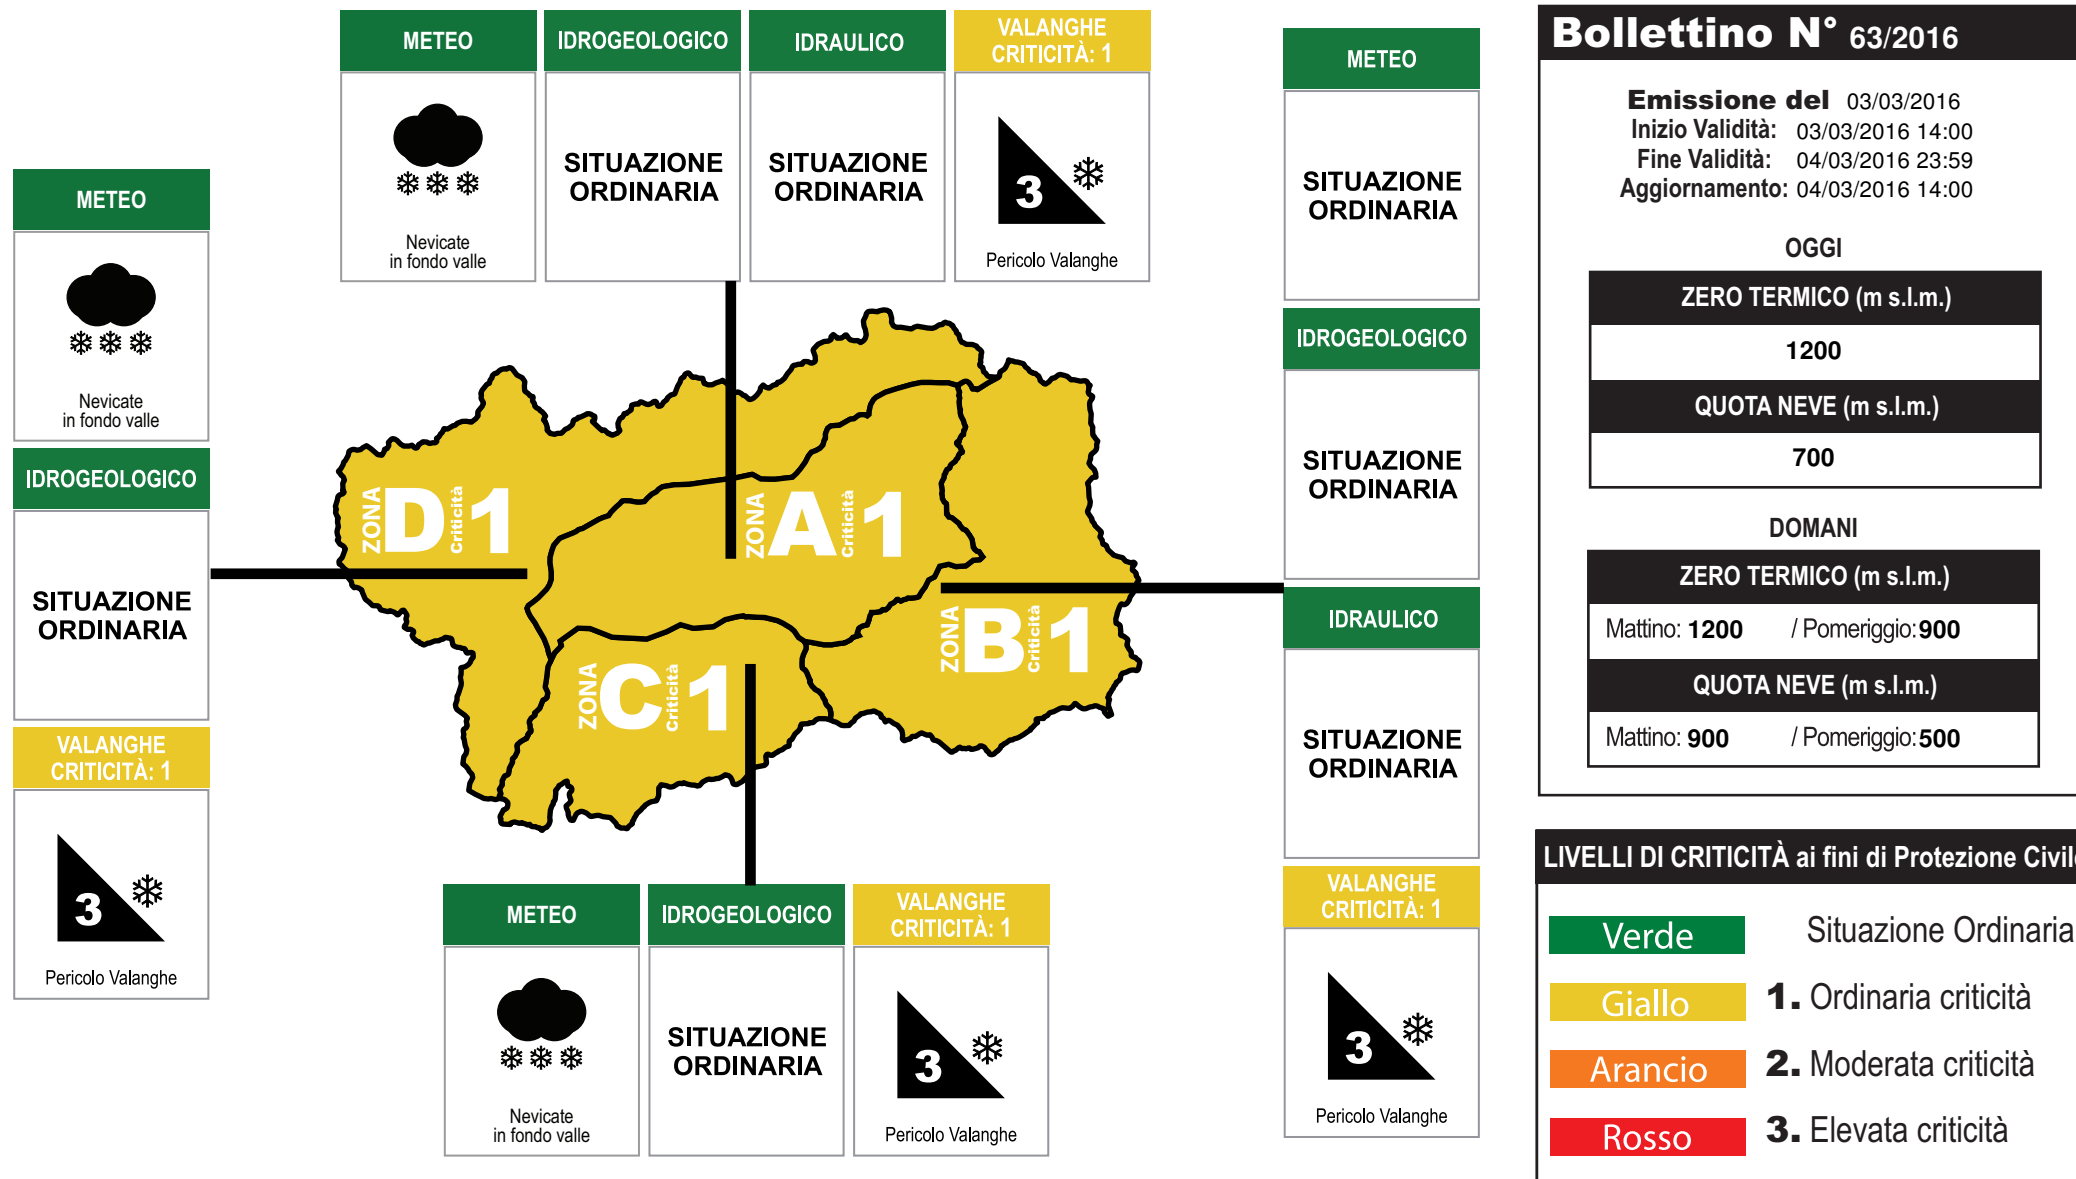 METEO
IDROGEOLOGICO
IDRAULICO
VALANGHE
CRITICITÀ: 1
Nevicate
in fondo valle
SITUAZIONE
ORDINARIA
SITUAZIONE
ORDINARIA
3
Pericolo Valanghe
METEO
Nevicate
in fondo valle
IDROGEOLOGICO
SITUAZIONE
ORDINARIA
VALANGHE
CRITICITÀ: 1
3
Pericolo Valanghe
ZONA D Criticità 1
ZONA A Criticità 1
ZONA B Criticità 1
ZONA C Criticità 1
METEO
IDROGEOLOGICO
VALANGHE
CRITICITÀ: 1
Nevicate
in fondo valle
SITUAZIONE
ORDINARIA
3
Pericolo Valanghe
METEO
SITUAZIONE
ORDINARIA
IDROGEOLOGICO
SITUAZIONE
ORDINARIA
IDRAULICO
SITUAZIONE
ORDINARIA
VALANGHE
CRITICITÀ: 1
3
Pericolo Valanghe
Bollettino N° 63/2016
Emissione del 03/03/2016
Inizio Validità: 03/03/2016 14:00
Fine Validità: 04/03/2016 23:59
Aggiornamento: 04/03/2016 14:00
OGGI
ZERO TERMICO (m s.l.m.)
1200
QUOTA NEVE (m s.l.m.)
700
DOMANI
ZERO TERMICO (m s.l.m.)
Mattino: 1200 / Pomeriggio: 900
QUOTA NEVE (m s.l.m.)
Mattino: 900 / Pomeriggio: 500
LIVELLI DI CRITICITÀ ai fini di Protezione Civile
Verde Situazione Ordinaria
Giallo 1. Ordinaria criticità
Arancio 2. Moderata criticità
Rosso 3. Elevata criticità